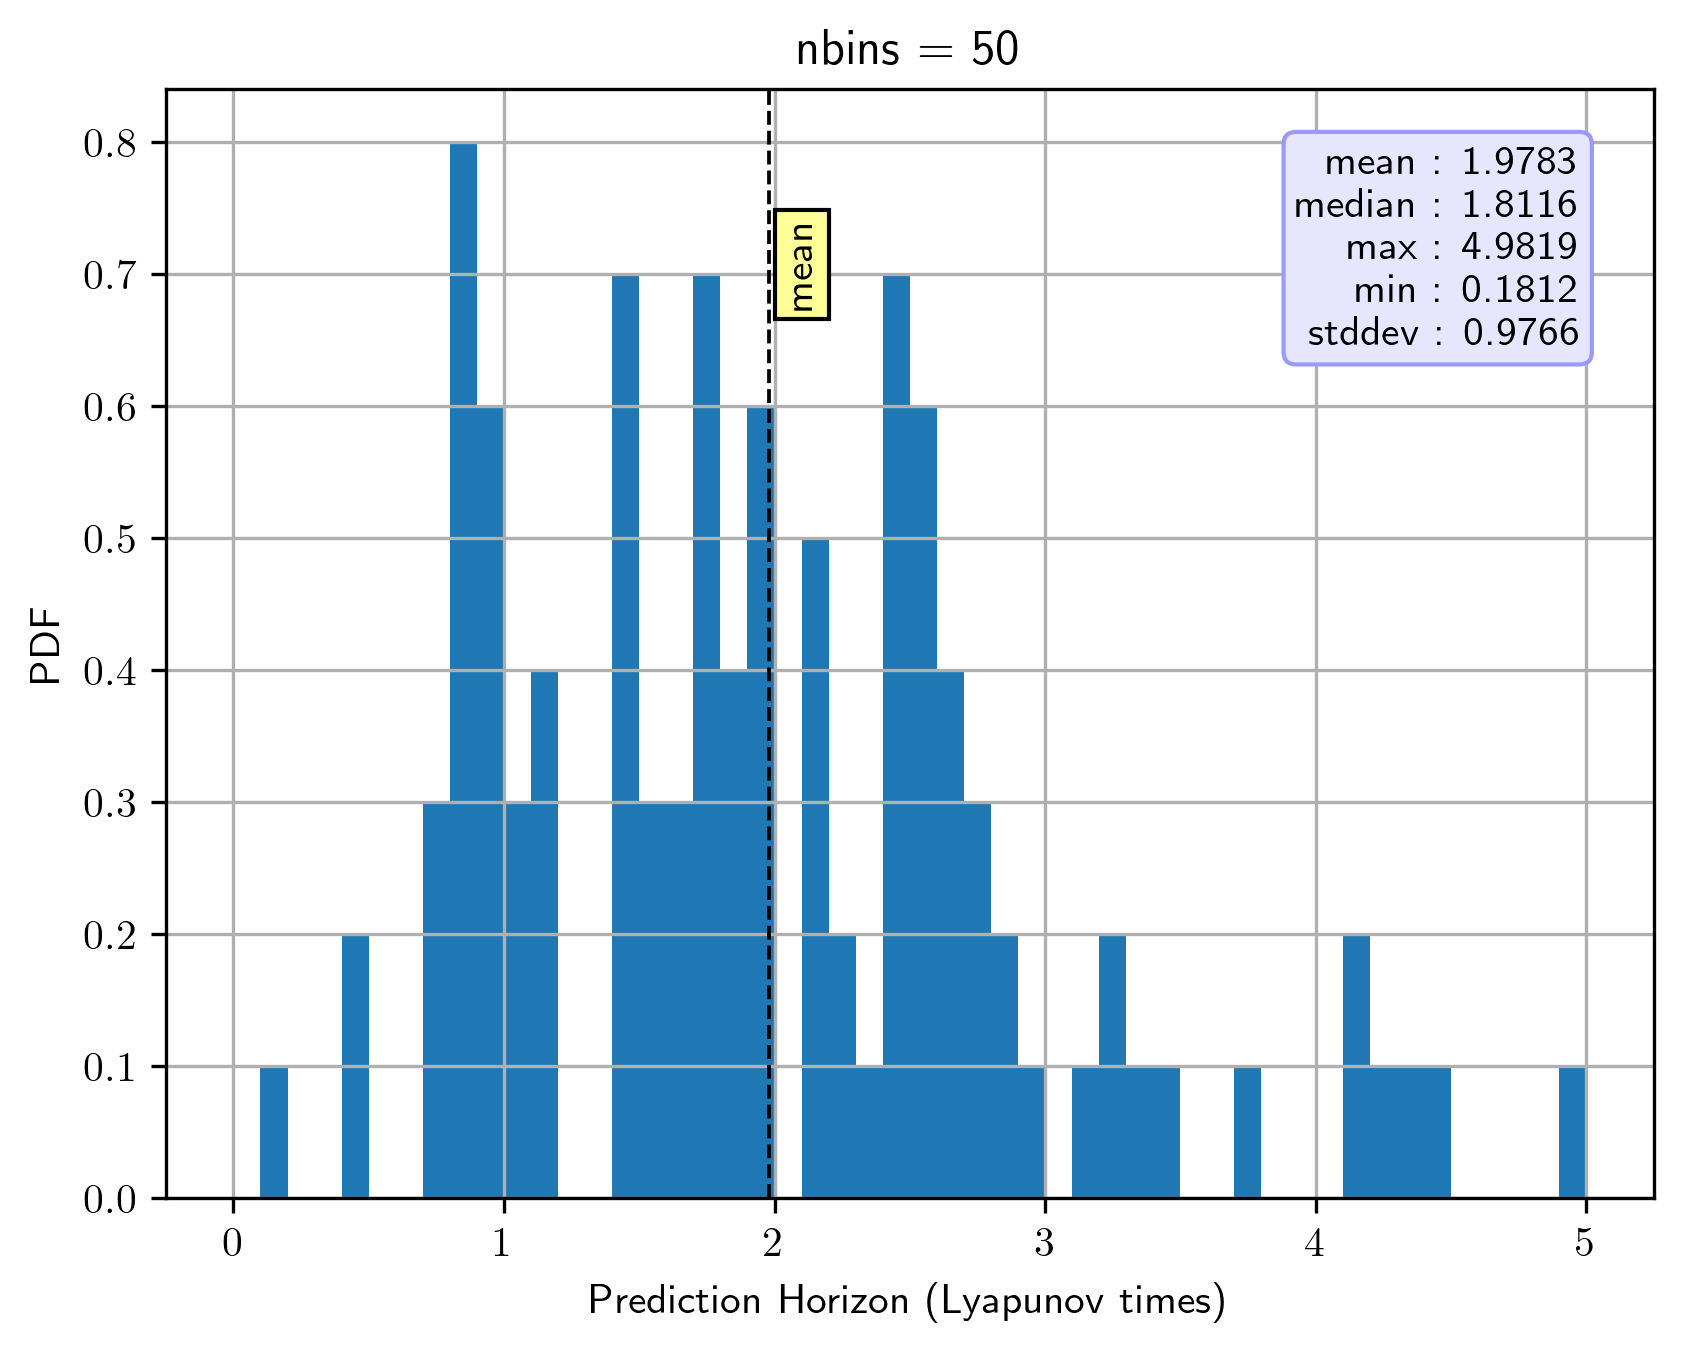 nbins = 50
0.8
0.7
0.6
0.5
0.4
0.3
0.2
0.1
0.0
PDF
mean
mean : 1.9783
median : 1.8116
max : 4.9819
min : 0.1812
stddev : 0.9766
0 1 2 3 4 5
Prediction Horizon (Lyapunov times)